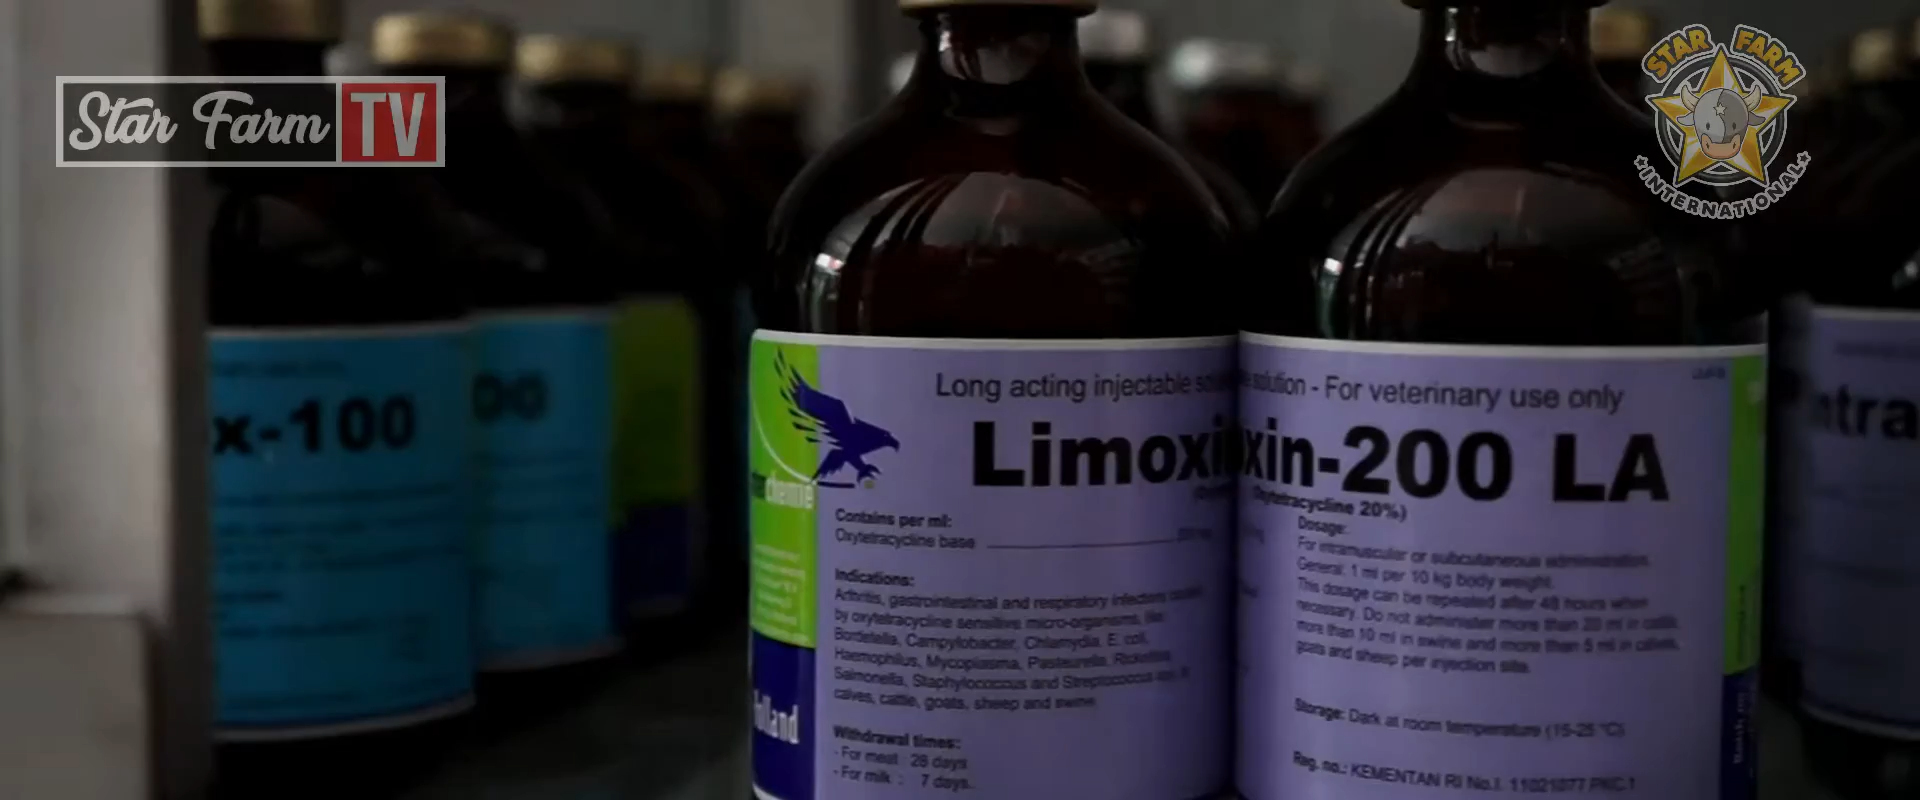 Star Farm TV
STAR FARM
INTERNATIONAL
x-100
00
Long acting injectable
solution - For veterinary use only
Limoxi
oxin-200 LA
cycline 20%)
Contains per ml:
Oxytetracycline base
Indications:
Arthritis, gastrointestinal and respiratory infections
by oxytetracycline sensitive micro-organisms, like
Bordetella, Campylobacter, Chlamydia, E. coli,
Haemophilus, Mycoplasma, Pasteurella, Rickettsia,
Salmonella, Staphylococcus and Streptococcus spp. in
calves, cattle, goats, sheep and swine.
Withdrawal times:
- For meat : 28 days
- For milk : 7 days.
Dosage:
For intramuscular or subcutaneous administration.
General: 1 ml per 10 kg body weight.
This dosage can be repeated after 48 hours when
necessary. Do not administer more than 20 ml in cattle,
more than 10 ml in swine and more than 5 ml in calves,
goats and sheep per injection site.
Storage: Dark at room temperature (15-25 °C).
Reg. no.: KEMENTAN RI No.I. 11021077 PKC.1
chemie
olland
ntra